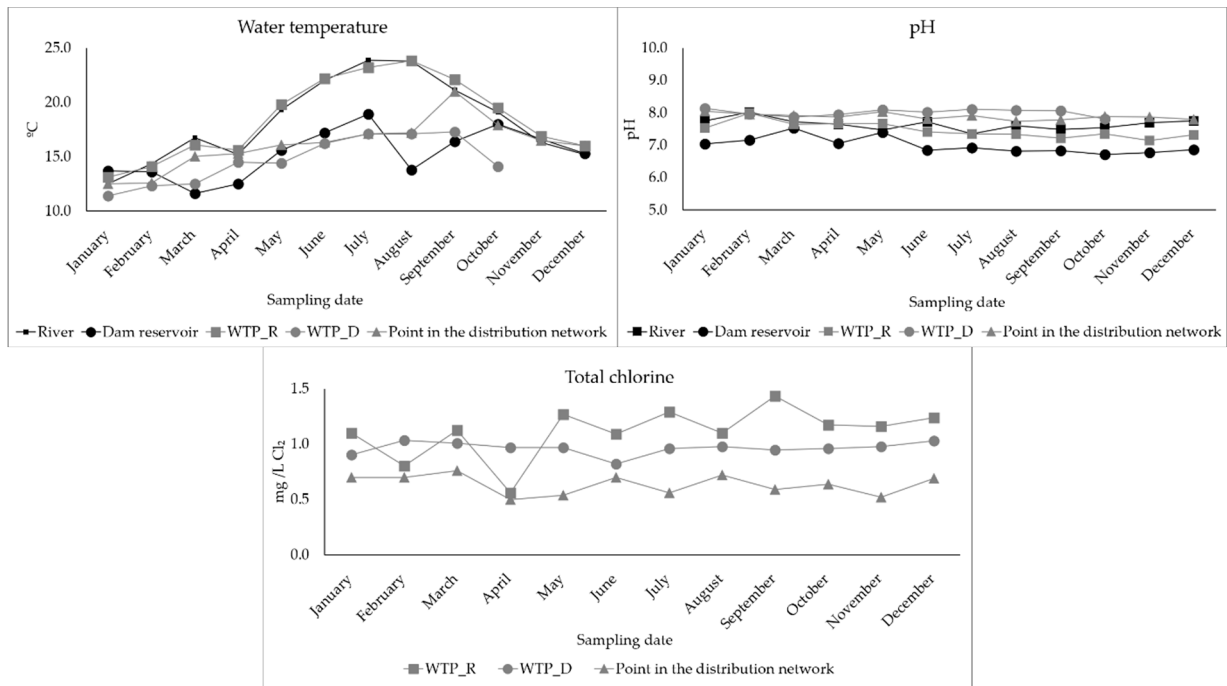 Water temperature
25.0
20.0
15.0
10.0
ºC
January February March April May June July August September October November December
Sampling date
River Dam reservoir WTP_R WTP_D Point in the distribution network
pH
10.0
9.0
8.0
7.0
6.0
5.0
pH
January February March April May June July August September October November December
Sampling date
River Dam reservoir WTP_R WTP_D Point in the distribution network
Total chlorine
1.5
1.0
0.5
0.0
mg /L Cl₂
January February March April May June July August September October November December
Sampling date
WTP_R WTP_D Point in the distribution network